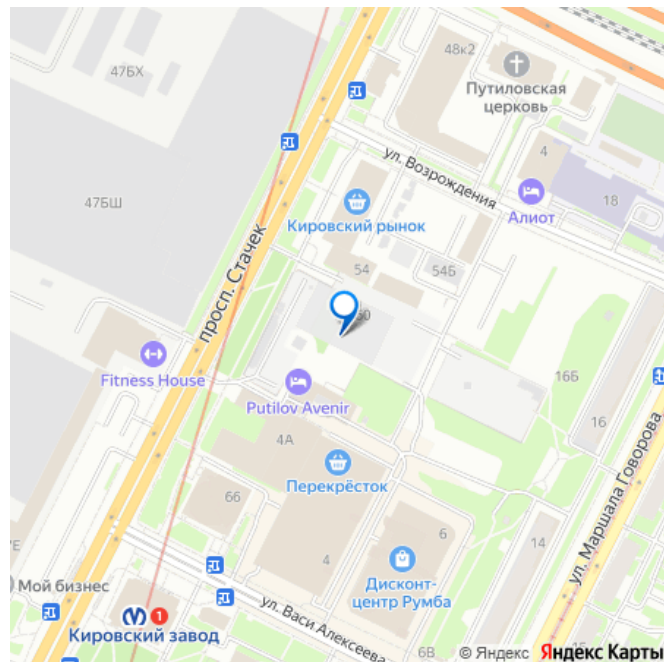 48к2
47БХ
Путиловская
церковь
ул. Возрождения
4
47БШ
Алиот
18
Кировский рынок
просп. Стачек
54
54Б
60
Fitness House
Putilov Avenir
16Б
16
4А
ул. Маршала Говорова
Перекрёсток
66
6
14
4
Дисконт-
центр Румба
Мой бизнес
ул. Васи Алексеева
1
Кировский завод
6В
© Яндекс Яндекс Карты